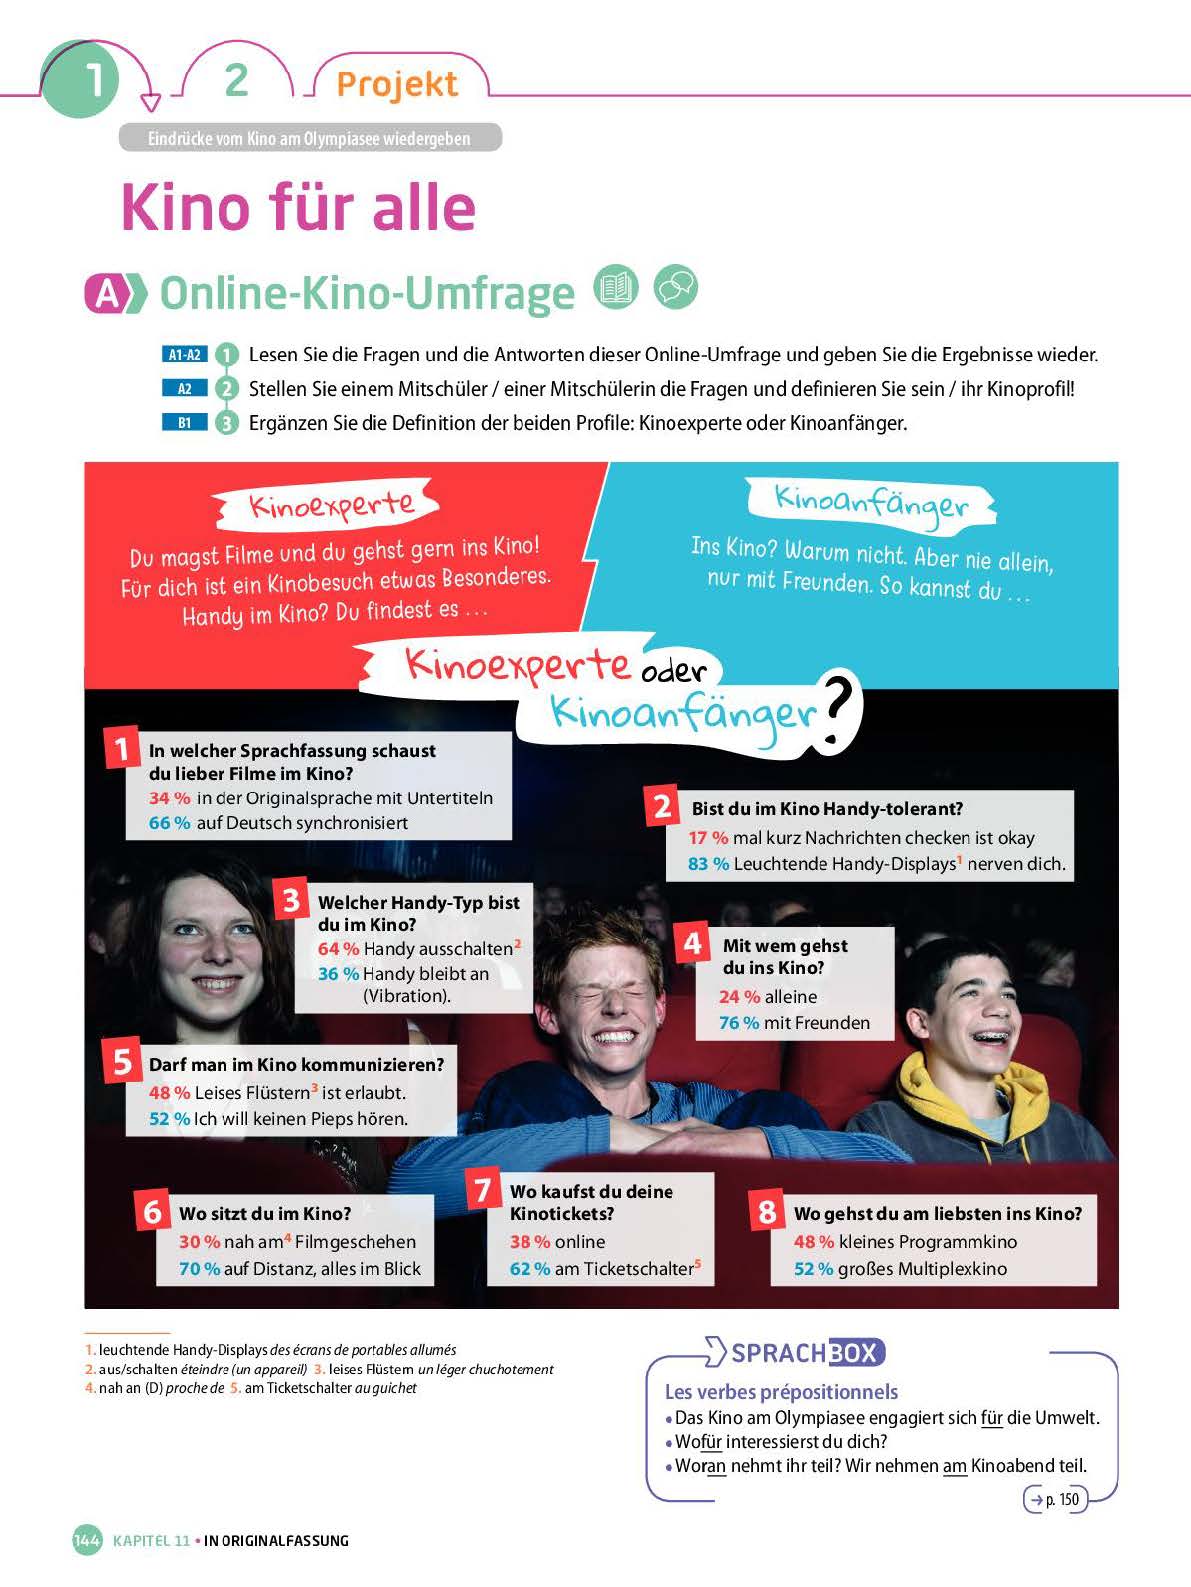 1
2
Projekt
Eindrücke vom Kino am Olympiasee wiedergeben
Kino für alle
A Online-Kino-Umfrage
A1-A2 1 Lesen Sie die Fragen und die Antworten dieser Online-Umfrage und geben Sie die Ergebnisse wieder.
A2 2 Stellen Sie einem Mitschüler / einer Mitschülerin die Fragen und definieren Sie sein / ihr Kinoprofil!
B1 3 Ergänzen Sie die Definition der beiden Profile: Kinoexperte oder Kinoanfänger.
Kinoexperte
Du magst Filme und du gehst gern ins Kino!
Für dich ist ein Kinobesuch etwas Besonderes.
Handy im Kino? Du findest es ...
Kinoanfänger
Ins Kino? Warum nicht. Aber nie allein,
nur mit Freunden. So kannst du ...
Kinoexperte oder
Kinoanfänger?
1 In welcher Sprachfassung schaust
du lieber Filme im Kino?
34 % in der Originalsprache mit Untertiteln
66 % auf Deutsch synchronisiert
2 Bist du im Kino Handy-tolerant?
17 % mal kurz Nachrichten checken ist okay
83 % Leuchtende Handy-Displays1 nerven dich.
3 Welcher Handy-Typ bist
du im Kino?
64 % Handy ausschalten2
36 % Handy bleibt an
(Vibration).
4 Mit wem gehst
du ins Kino?
24 % alleine
76 % mit Freunden
5 Darf man im Kino kommunizieren?
48 % Leises Flüstern3 ist erlaubt.
52 % Ich will keinen Pieps hören.
6 Wo sitzt du im Kino?
30 % nah am4 Filmgeschehen
70 % auf Distanz, alles im Blick
7 Wo kaufst du deine
Kinotickets?
38 % online
62 % am Ticketschalter5
8 Wo gehst du am liebsten ins Kino?
48 % kleines Programmkino
52 % großes Multiplexkino
1. leuchtende Handy-Displays des écrans de portables allumés
2. aus/schalten éteindre (un appareil) 3. leises Flüstern un léger chuchotement
4. nah an (D) proche de 5. am Ticketschalter au guichet
SPRACHBOX
Les verbes prépositionnels
• Das Kino am Olympiasee engagiert sich für die Umwelt.
• Wofür interessierst du dich?
• Woran nehmt ihr teil? Wir nehmen am Kinoabend teil.
→ p. 150
144 KAPITEL 11 • IN ORIGINALFASSUNG